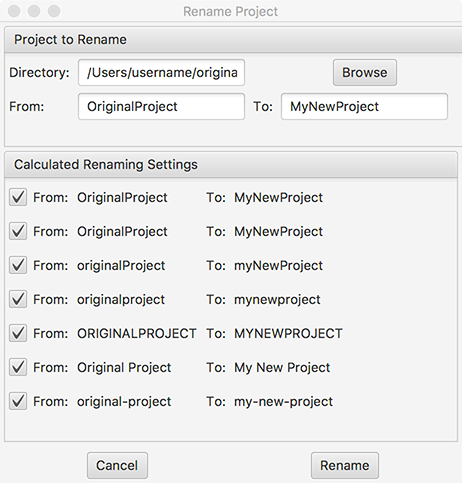 Rename Project
Project to Rename
Directory: /Users/username/origina Browse
From: OriginalProject To: MyNewProject
Calculated Renaming Settings
From: OriginalProject To: MyNewProject
From: OriginalProject To: MyNewProject
From: originalProject To: myNewProject
From: originalproject To: mynewproject
From: ORIGINALPROJECT To: MYNEWPROJECT
From: Original Project To: My New Project
From: original-project To: my-new-project
Cancel Rename